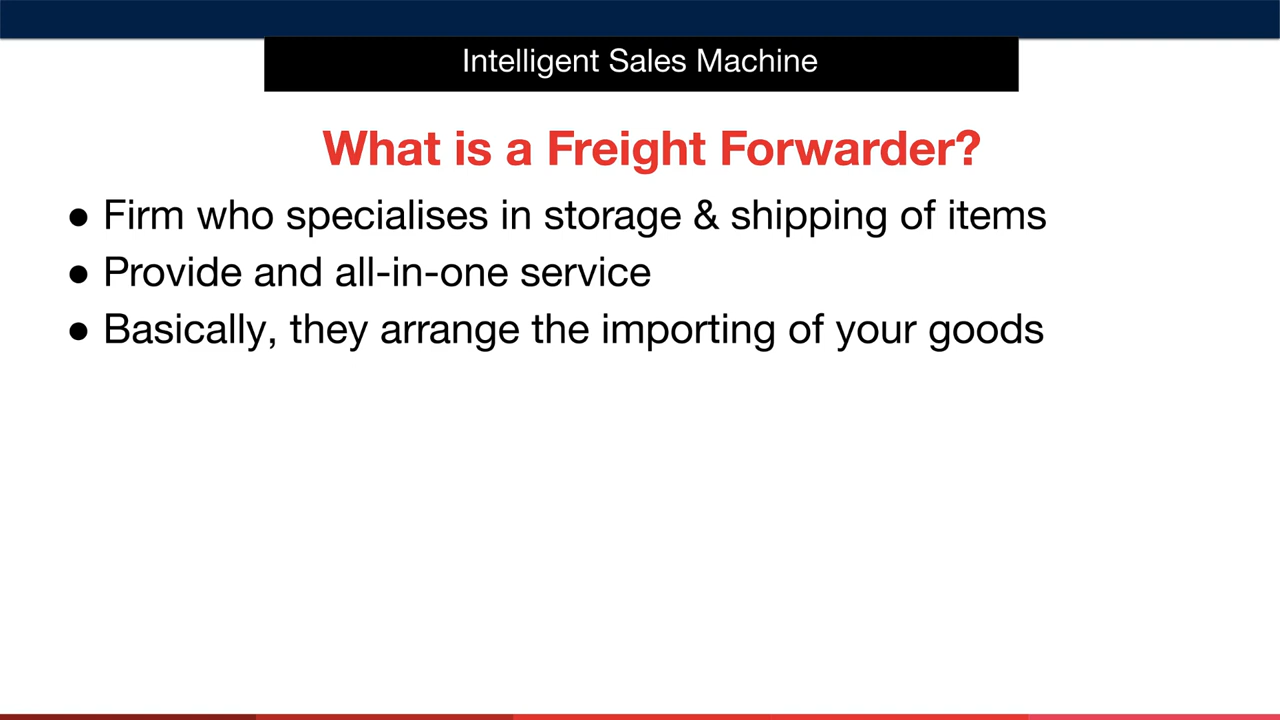 Intelligent Sales Machine
What is a Freight Forwarder?
● Firm who specialises in storage & shipping of items
● Provide and all-in-one service
● Basically, they arrange the importing of your goods